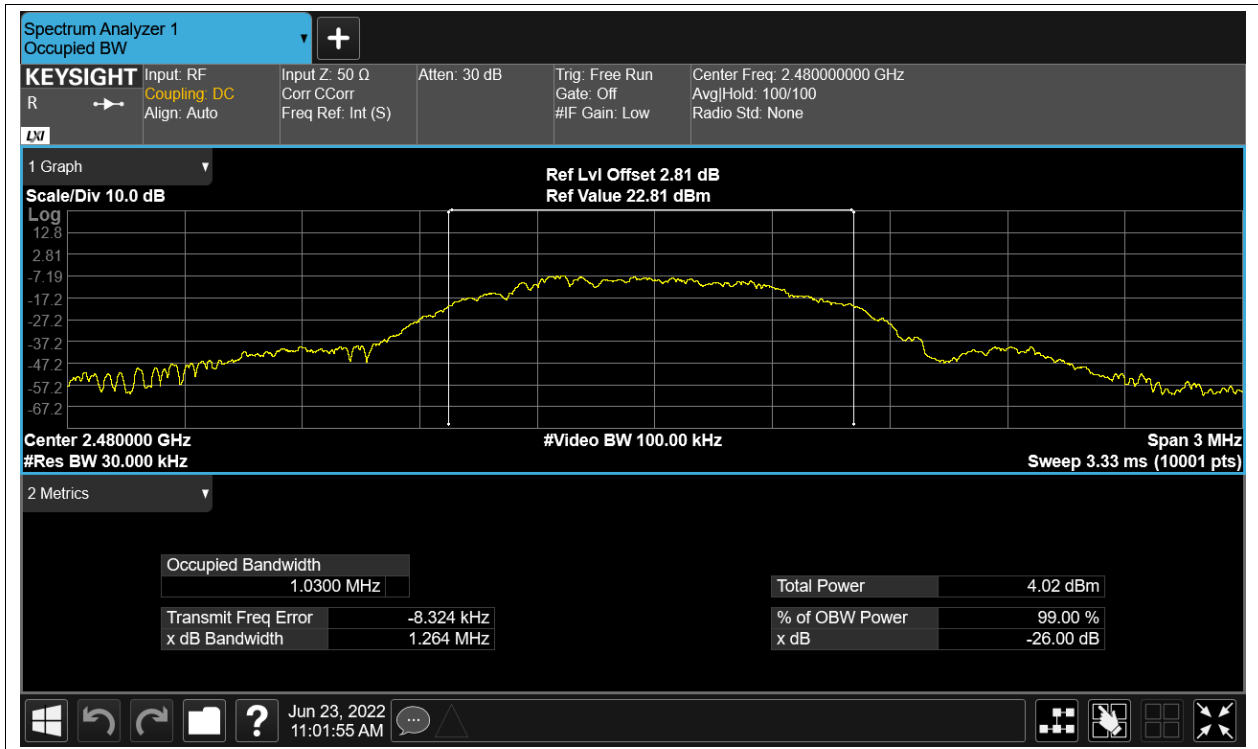 Spectrum Analyzer 1
Occupied BW
KEYSIGHT
R
LXI
Input: RF
Coupling: DC
Align: Auto
Input Z: 50 Ω
Corr CCorr
Freq Ref: Int (S)
Atten: 30 dB
Trig: Free Run
Gate: Off
#IF Gain: Low
Center Freq: 2.480000000 GHz
Avg|Hold: 100/100
Radio Std: None
1 Graph
Scale/Div 10.0 dB
Ref Lvl Offset 2.81 dB
Ref Value 22.81 dBm
Log
12.8
2.81
-7.19
-17.2
-27.2
-37.2
-47.2
-57.2
-67.2
Center 2.480000 GHz
#Video BW 100.00 kHz
Span 3 MHz
#Res BW 30.000 kHz
Sweep 3.33 ms (10001 pts)
2 Metrics
Occupied Bandwidth
1.0300 MHz
Total Power 4.02 dBm
Transmit Freq Error -8.324 kHz
% of OBW Power 99.00 %
x dB Bandwidth 1.264 MHz
x dB -26.00 dB
?
Jun 23, 2022
11:01:55 AM